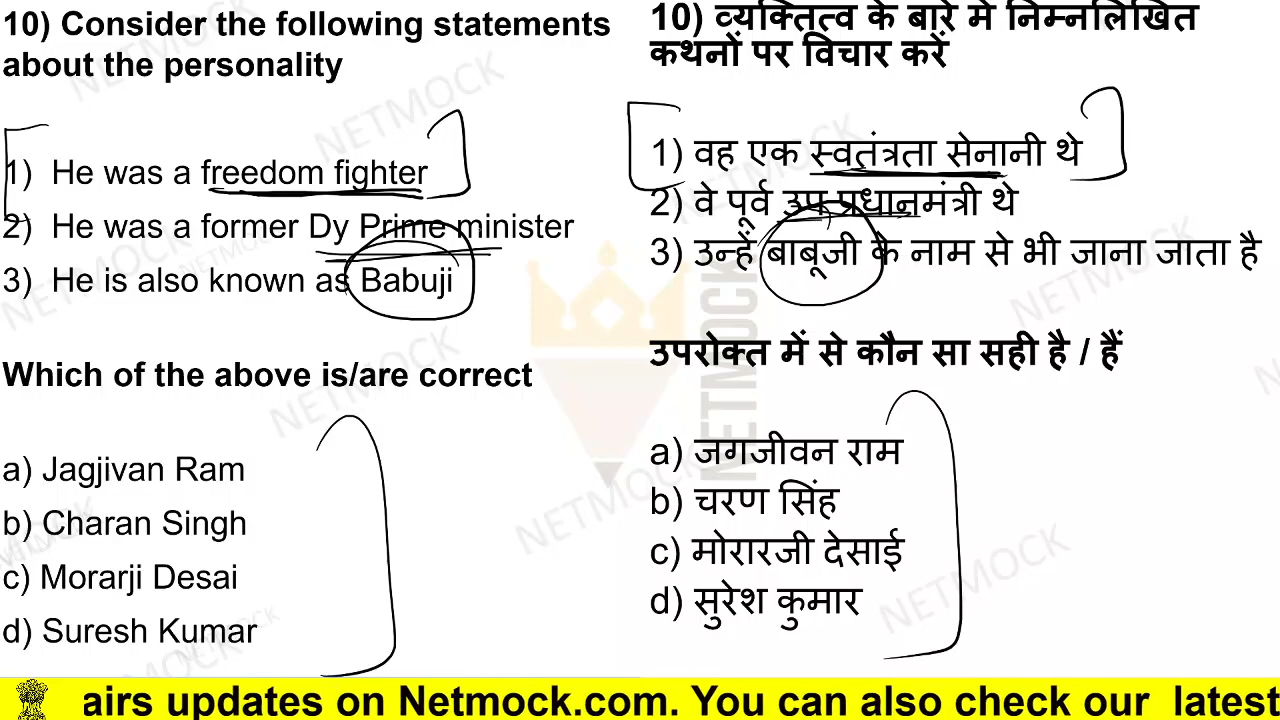 10) Consider the following statements
about the personality
1) He was a freedom fighter
2) He was a former Dy Prime minister
3) He is also known as Babuji
Which of the above is/are correct
a) Jagjivan Ram
b) Charan Singh
c) Morarji Desai
d) Suresh Kumar
10) व्यक्तित्व के बारे में निम्नलिखित
कथनों पर विचार करें
1) वह एक स्वतंत्रता सेनानी थे
2) वे पूर्व उप प्रधानमंत्री थे
3) उन्हें बाबूजी के नाम से भी जाना जाता है
उपरोक्त में से कौन सा सही है / हैं
a) जगजीवन राम
b) चरण सिंह
c) मोरारजी देसाई
d) सुरेश कुमार
NETMOCK
airs updates on Netmock.com. You can also check our latest